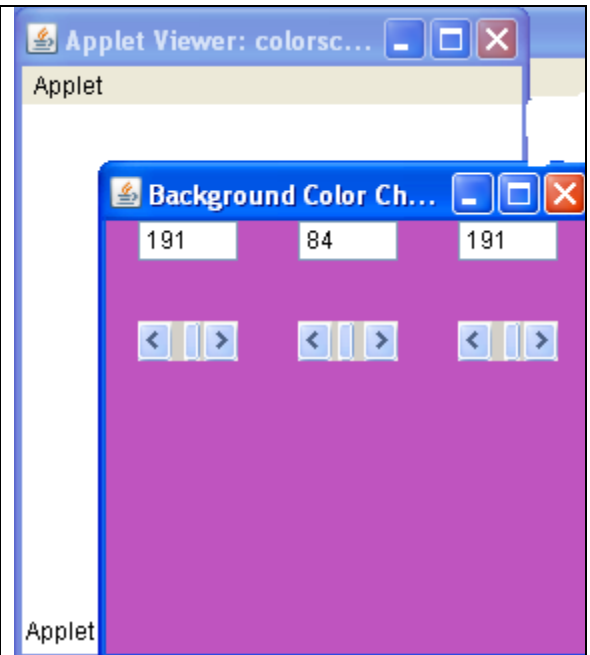 Applet Viewer: colorsc...
Applet
Background Color Ch...
191 84 191
Applet